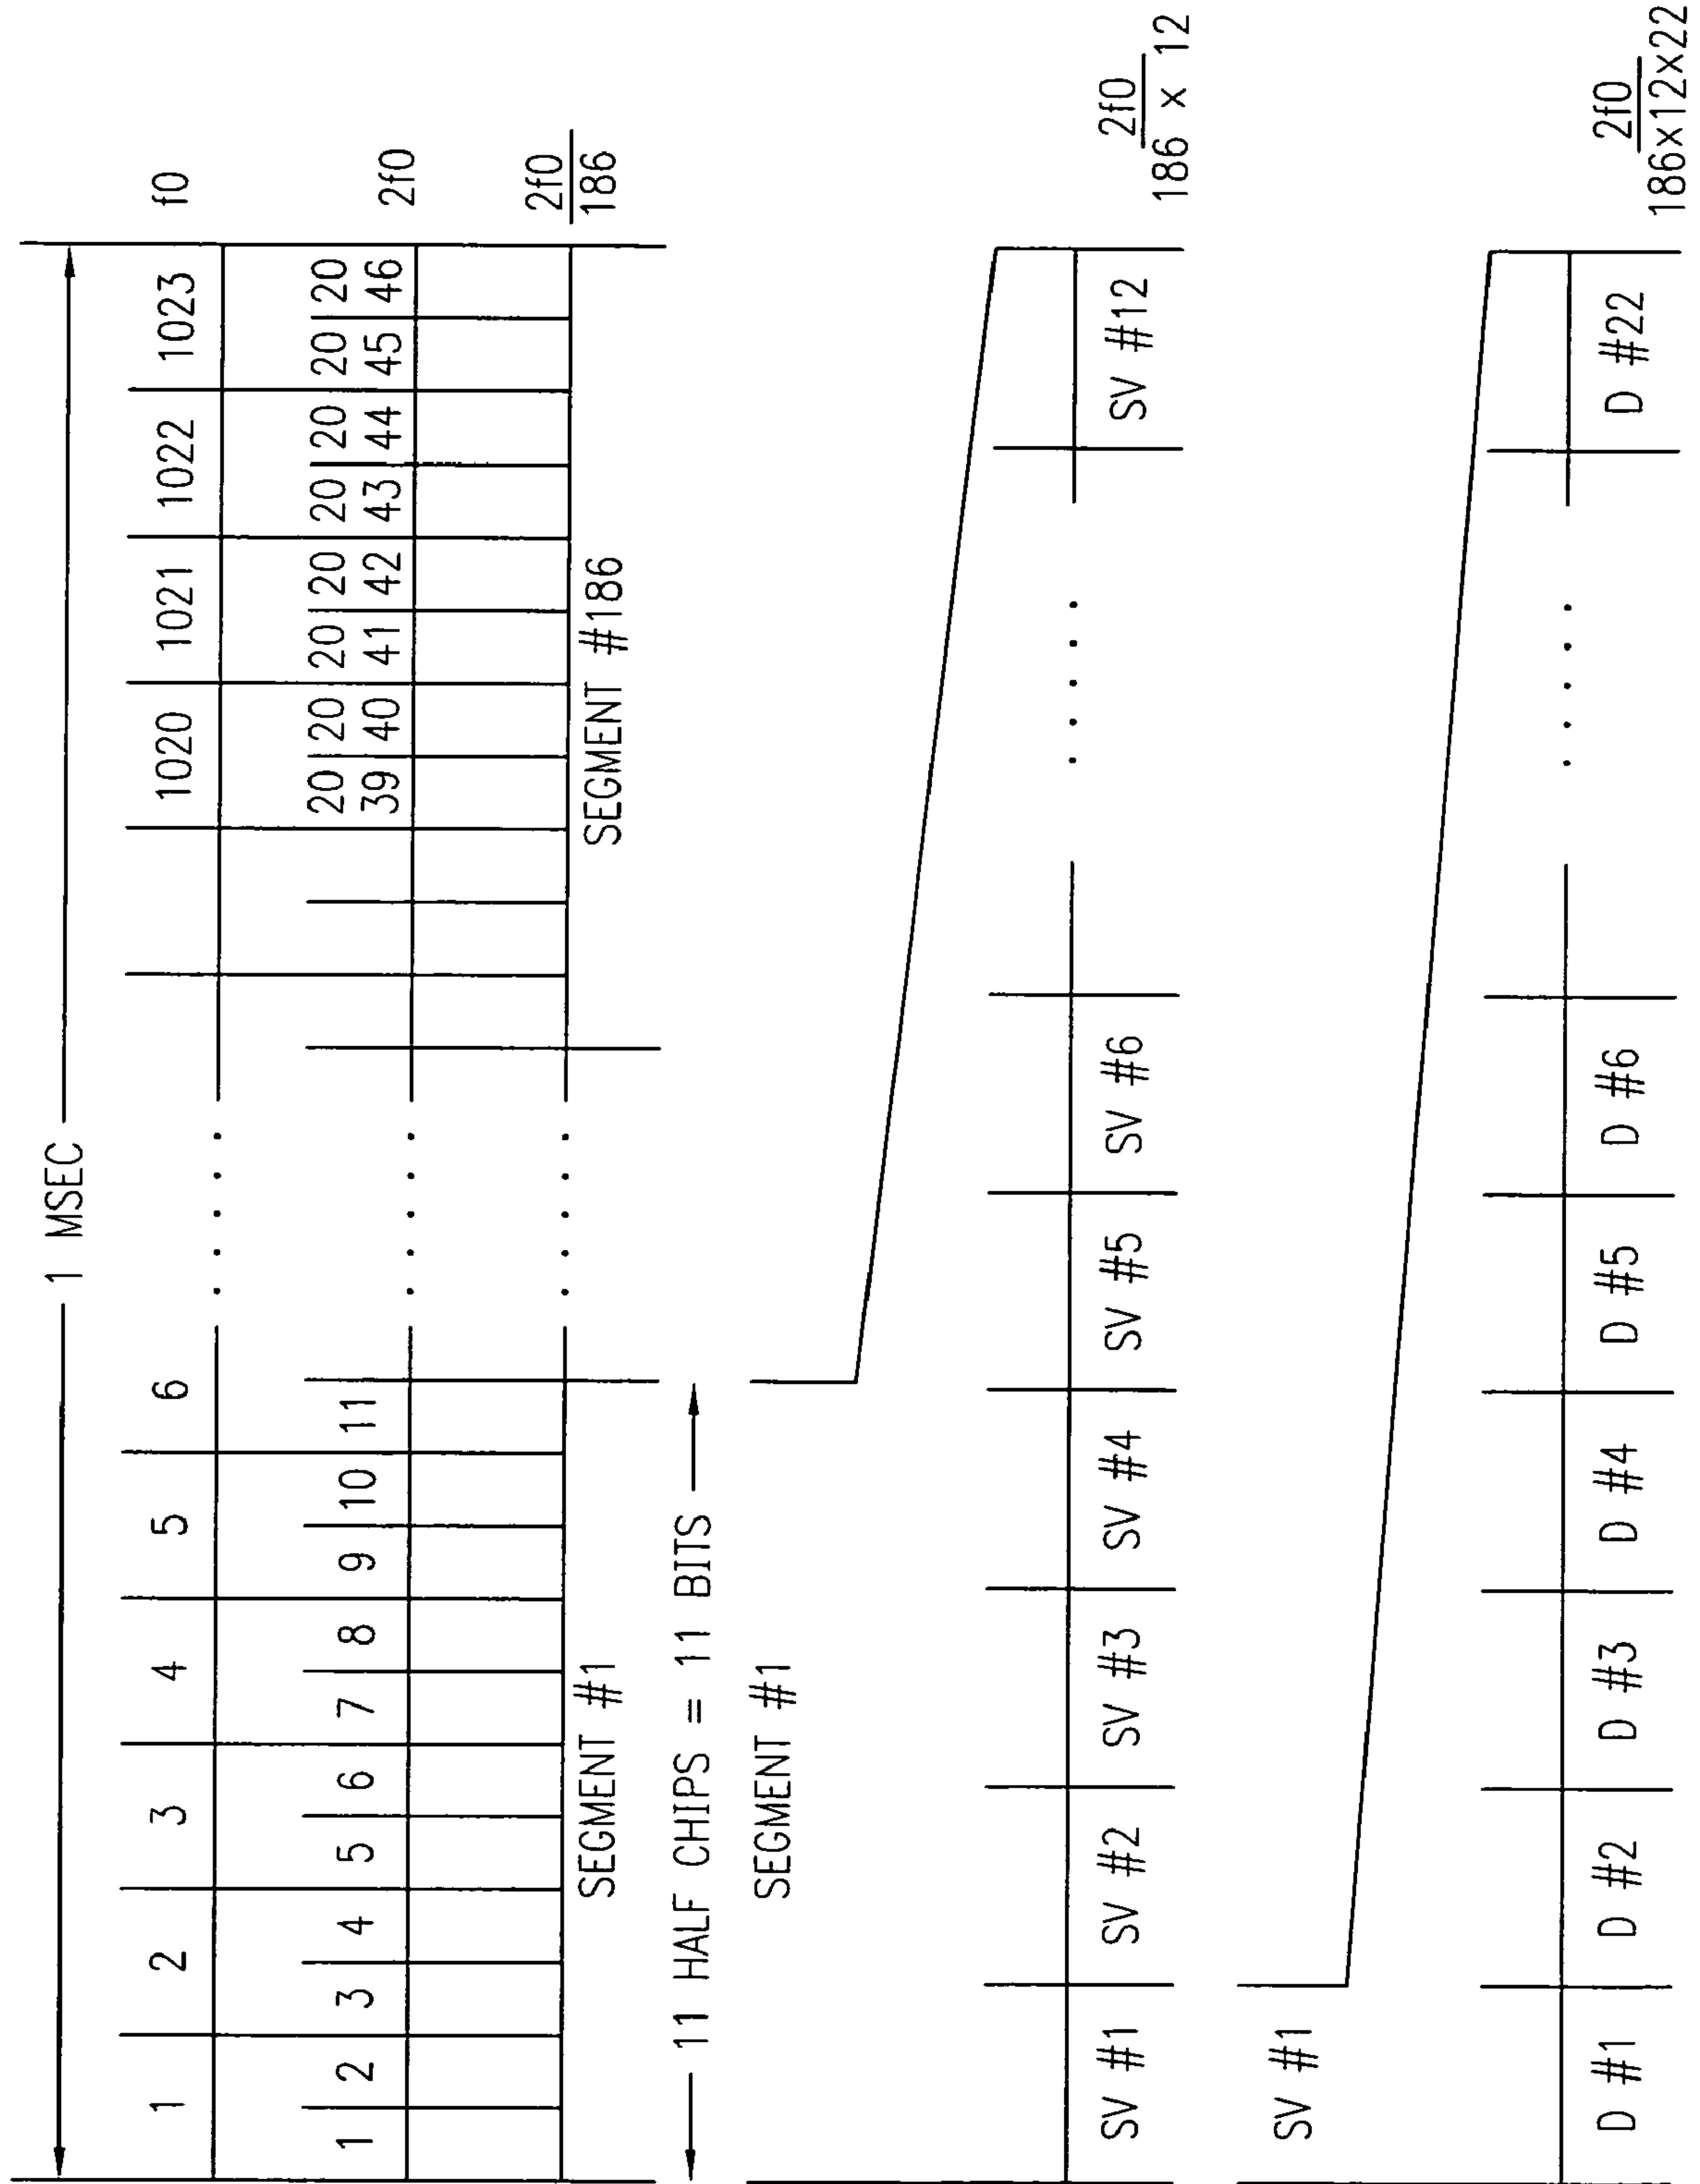 1 MSEC
1 2 3 4 5 6 ..... 1020 1021 1022 1023 f0
1 2 3 4 5 6 7 8 9 10 11 ..... 20 20 20 20 20 20 20 20
39 40 41 42 43 44 45 46 2f0
..... 2f0
186
SEGMENT #1 SEGMENT #186
11 HALF CHIPS = 11 BITS
SEGMENT #1
SV #1 SV #2 SV #3 SV #4 SV #5 SV #6 ..... SV #12
2f0
186 x 12
SV #1
D #1 D #2 D #3 D #4 D #5 D #6 ..... D #22
2f0
186x12x22